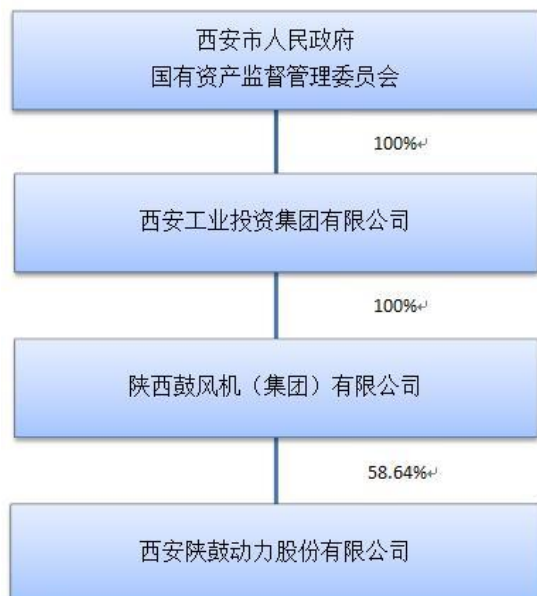 西安市人民政府
国有资产监督管理委员会
100%↵
西安工业投资集团有限公司
100%↵
陕西鼓风机（集团）有限公司
58.64%↵
西安陕鼓动力股份有限公司